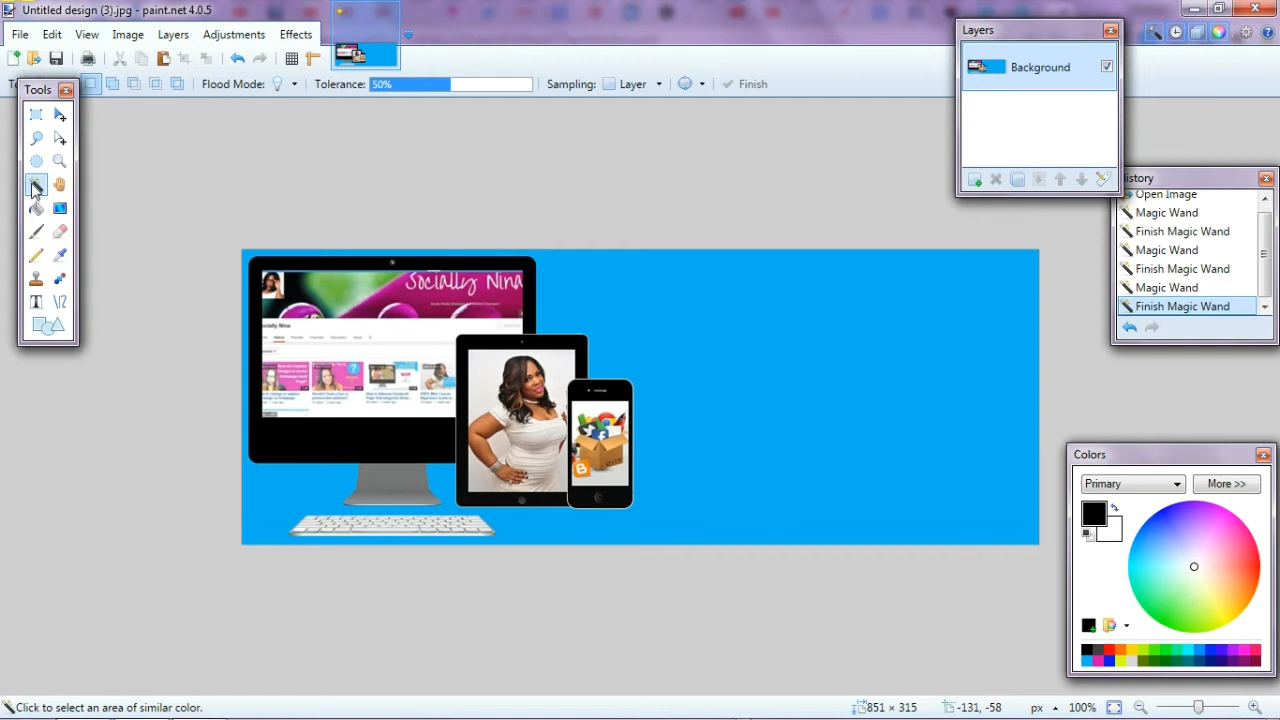 Untitled design (3).jpg - paint.net 4.0.5
File Edit View Image Layers Adjustments Effects
Flood Mode: Tolerance: 50% Sampling: Layer Finish
Tools
Layers
Background
History
Open Image
Magic Wand
Finish Magic Wand
Magic Wand
Finish Magic Wand
Magic Wand
Finish Magic Wand
Socially Nina
Colors
Primary More >>
Click to select an area of similar color.
851 × 315 -131, -58 px 100%